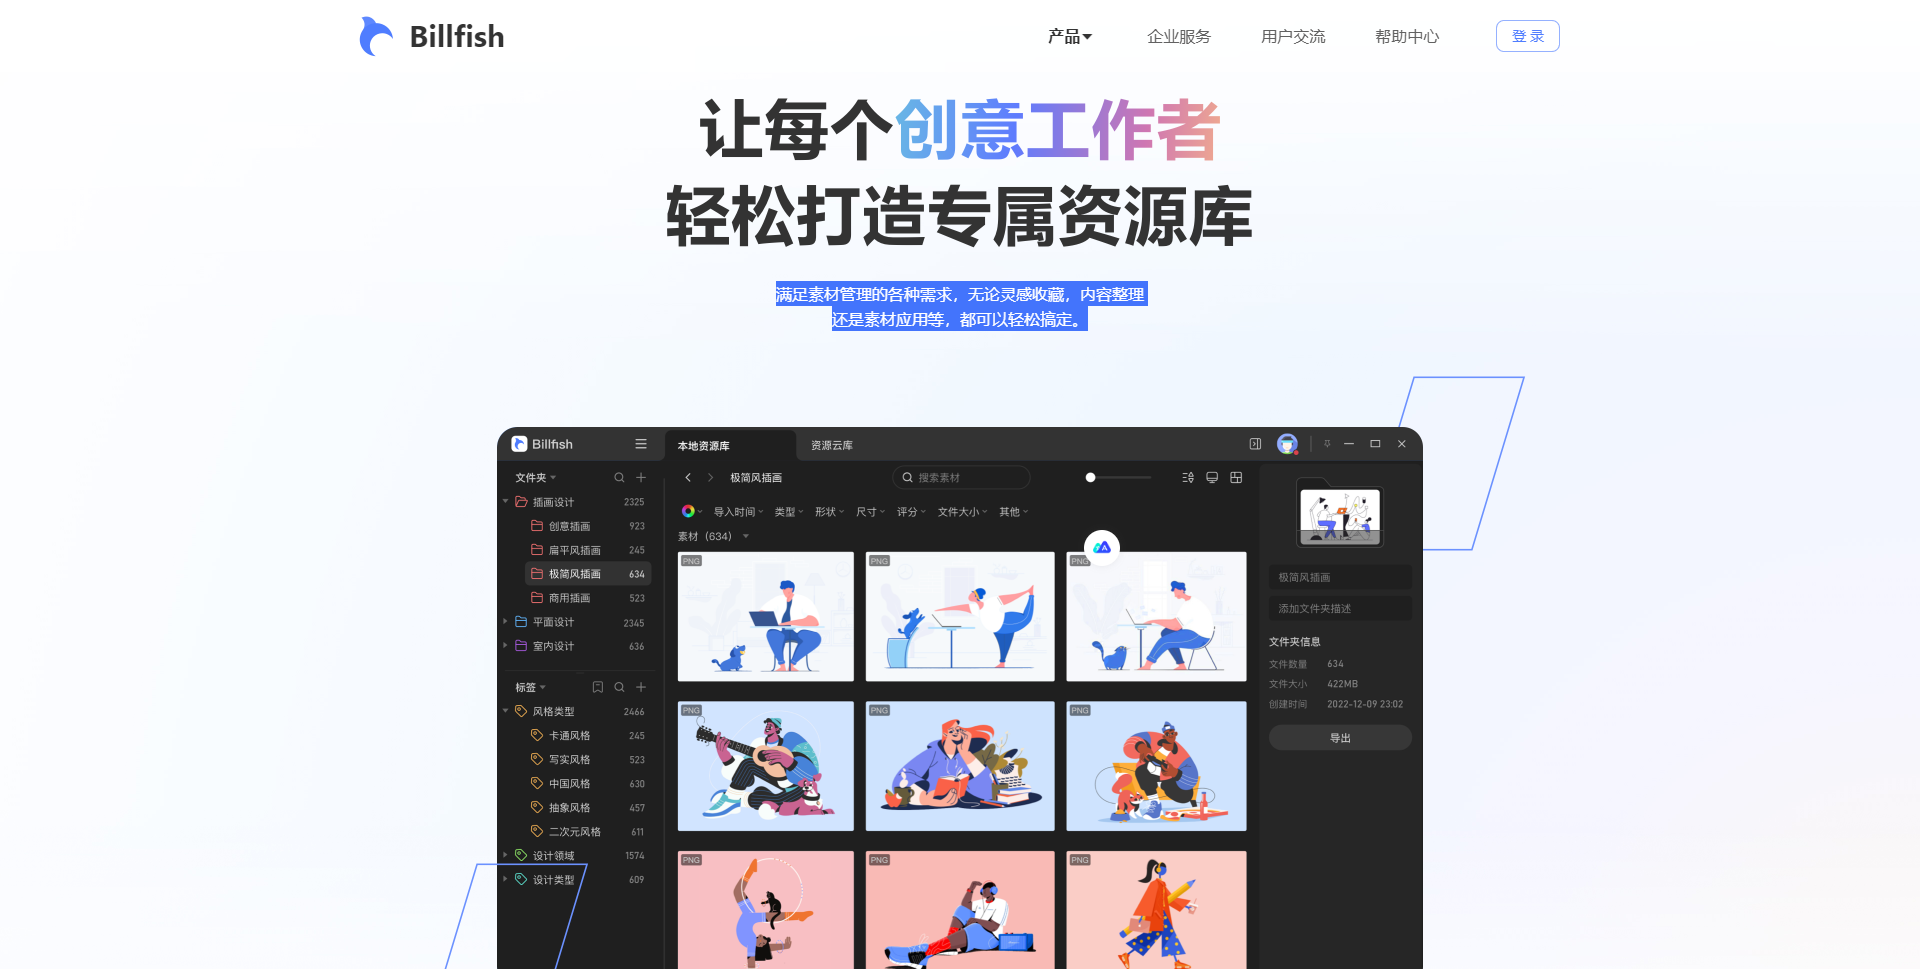 Billfish
产品 企业服务 用户交流 帮助中心 登 录
让每个创意工作者
轻松打造专属资源库
满足素材管理的各种需求，无论灵感收藏，内容整理
还是素材应用等，都可以轻松搞定。
Billfish
本地资源库 资源云库
文件夹
插画设计 2325
创意插画 923
扁平风插画 245
极简风插画 634
商用插画 523
平面设计 2345
室内设计 636
标签
风格类型 2466
卡通风格 245
写实风格 523
中国风格 630
抽象风格 457
二次元风格 611
设计领域 1574
设计类型 609
极简风插画 搜索素材
导入时间 类型 形状 尺寸 评分 文件大小 其他
素材（634）
PNG PNG PNG
PNG PNG PNG
PNG PNG PNG
极简风插画
添加文件夹描述
文件夹信息
文件数量 634
文件大小 422MB
创建时间 2022-12-09 23:02
导出